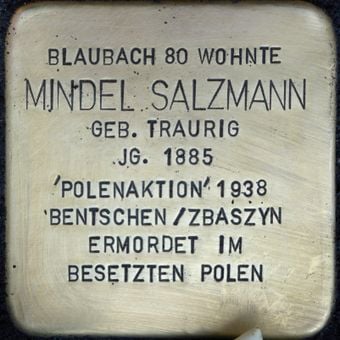 BLAUBACH 80 WOHNTE
MINDEL SALZMANN
GEB. TRAURIG
JG. 1885
'POLENAKTION' 1938
BENTSCHEN / ZBASZYN
ERMORDET IM
BESETZTEN POLEN